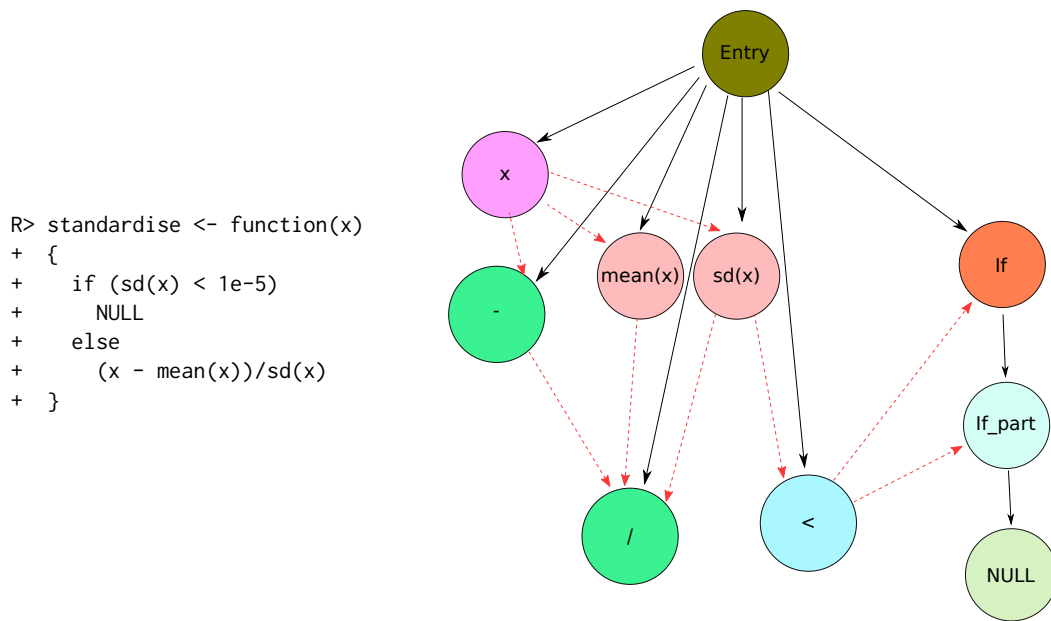 R> standardise <- function(x)
+  {
+    if (sd(x) < 1e-5)
+      NULL
+    else
+      (x - mean(x))/sd(x)
+  }
Entry
x
If
mean(x)
sd(x)
-
If_part
<
/
NULL